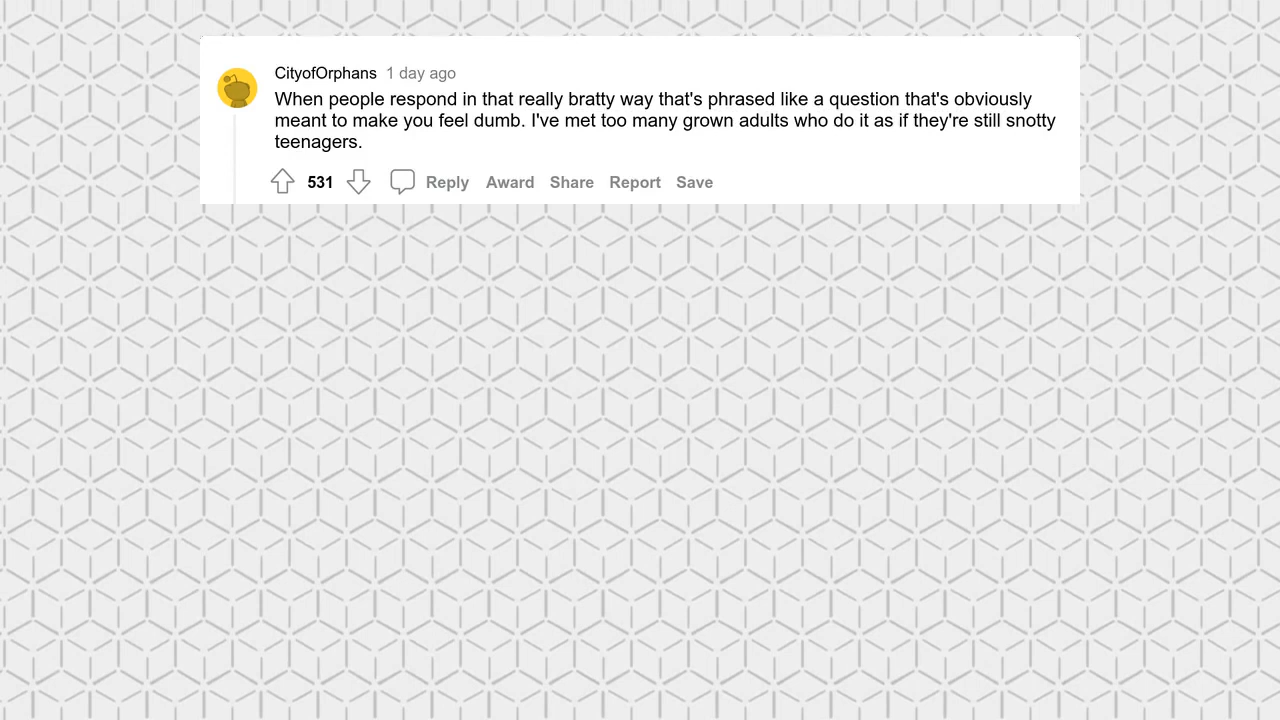 CityofOrphans 1 day ago
When people respond in that really bratty way that's phrased like a question that's obviously
meant to make you feel dumb. I've met too many grown adults who do it as if they're still snotty
teenagers.
531 Reply Award Share Report Save